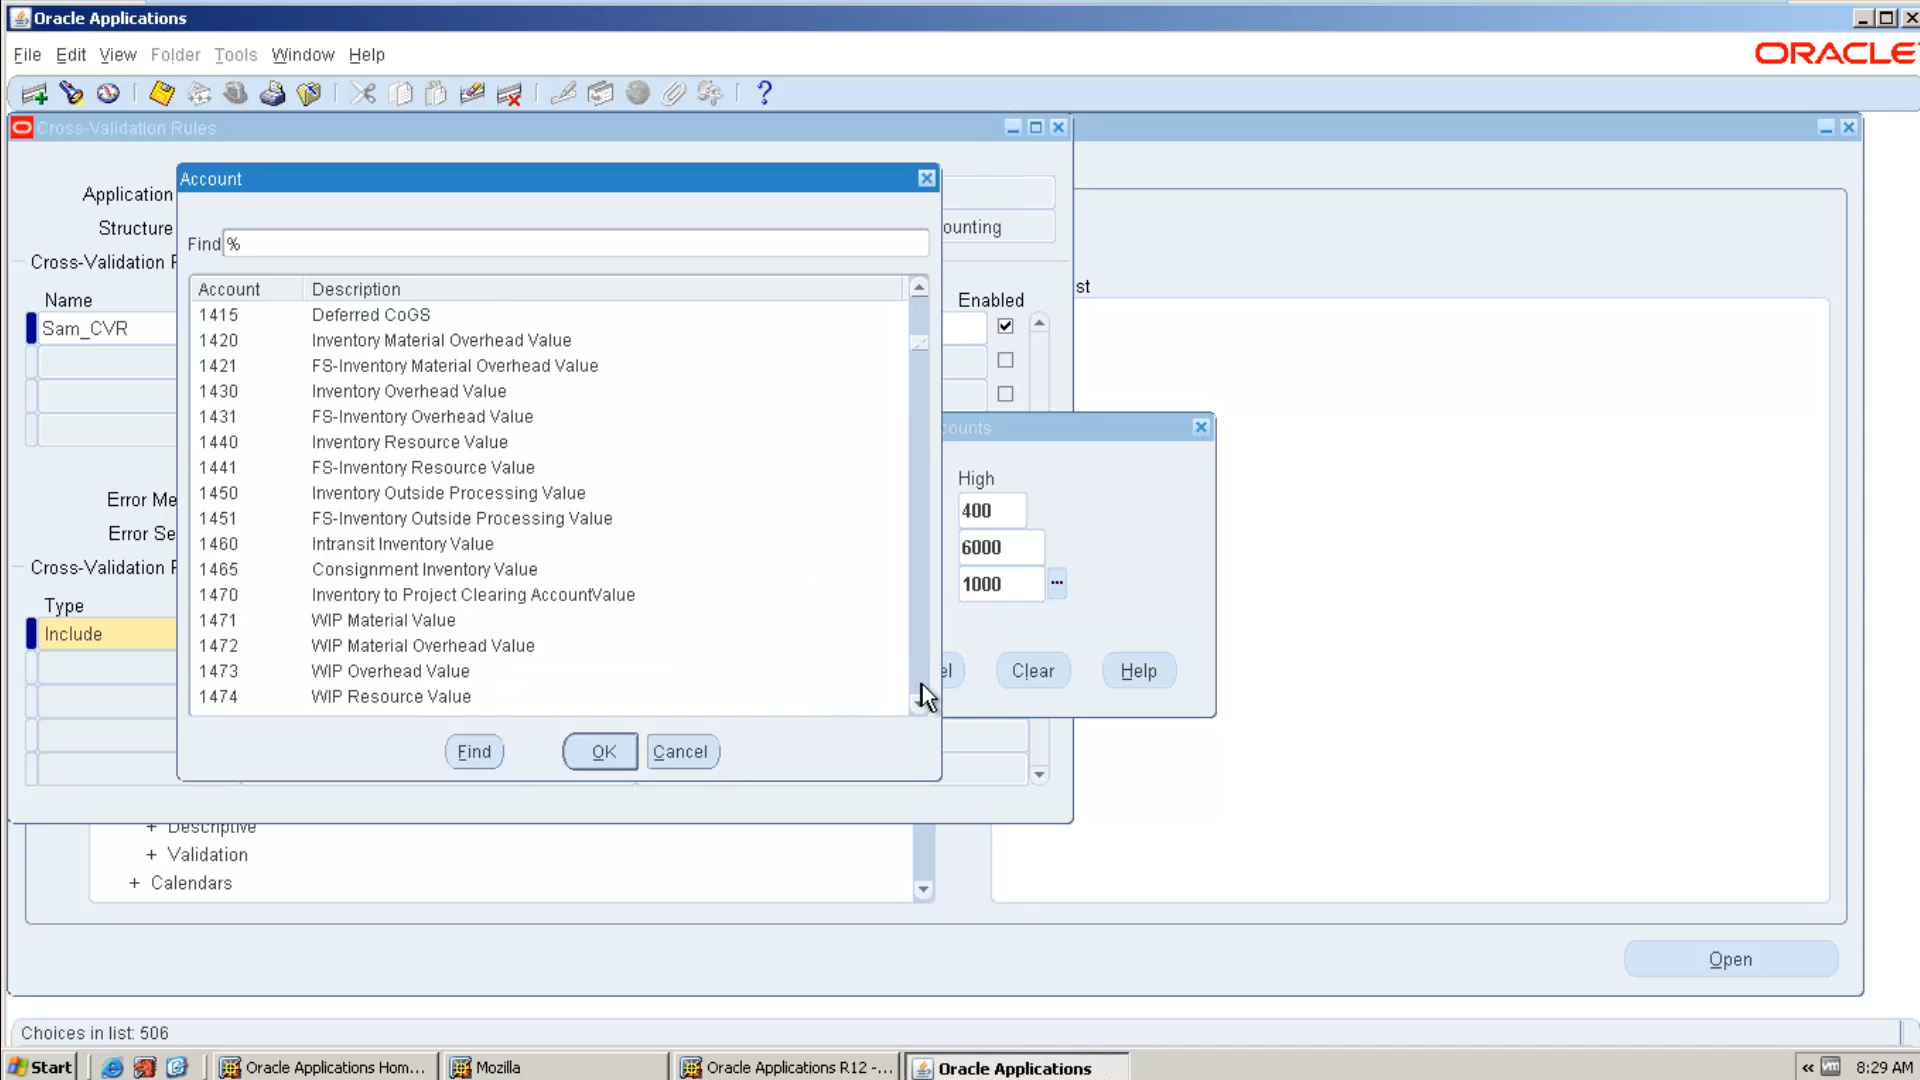 Oracle Applications
File Edit View Folder Tools Window Help
ORACLE
Cross-Validation Rules
Account
Application
Structure
ounting
Find %
Cross-Validation
Account Description
Name
Enabled
st
1415 Deferred CoGS
Sam_CVR
1420 Inventory Material Overhead Value
1421 FS-Inventory Material Overhead Value
1430 Inventory Overhead Value
1431 FS-Inventory Overhead Value
counts
1440 Inventory Resource Value
1441 FS-Inventory Resource Value
High
1450 Inventory Outside Processing Value
Error Me
400
1451 FS-Inventory Outside Processing Value
Error Se
1460 Intransit Inventory Value
6000
1465 Consignment Inventory Value
Cross-Validation
1000
1470 Inventory to Project Clearing AccountValue
Type
1471 WIP Material Value
Include
1472 WIP Material Overhead Value
1473 WIP Overhead Value
el Clear Help
1474 WIP Resource Value
Find OK Cancel
+ Descriptive
+ Validation
+ Calendars
Open
Choices in list: 506
Start Oracle Applications Hom... Mozilla Oracle Applications R12 -... Oracle Applications « 8:29 AM